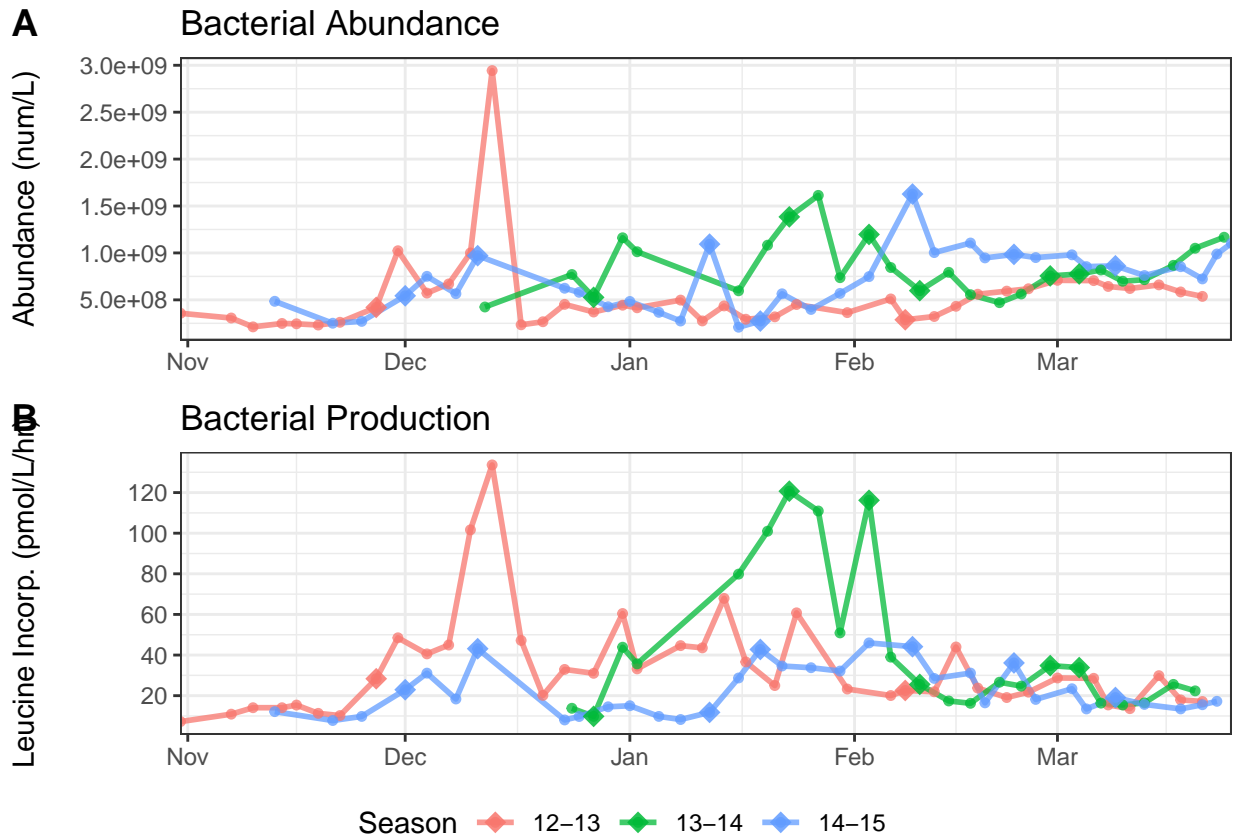 A
Bacterial Abundance
Abundance (num/L)
3.0e+09
2.5e+09
2.0e+09
1.5e+09
1.0e+09
5.0e+08
Nov Dec Jan Feb Mar
B
Bacterial Production
Leucine Incorp. (pmol/L/hr)
120
100
80
60
40
20
Nov Dec Jan Feb Mar
Season 12−13 13−14 14−15